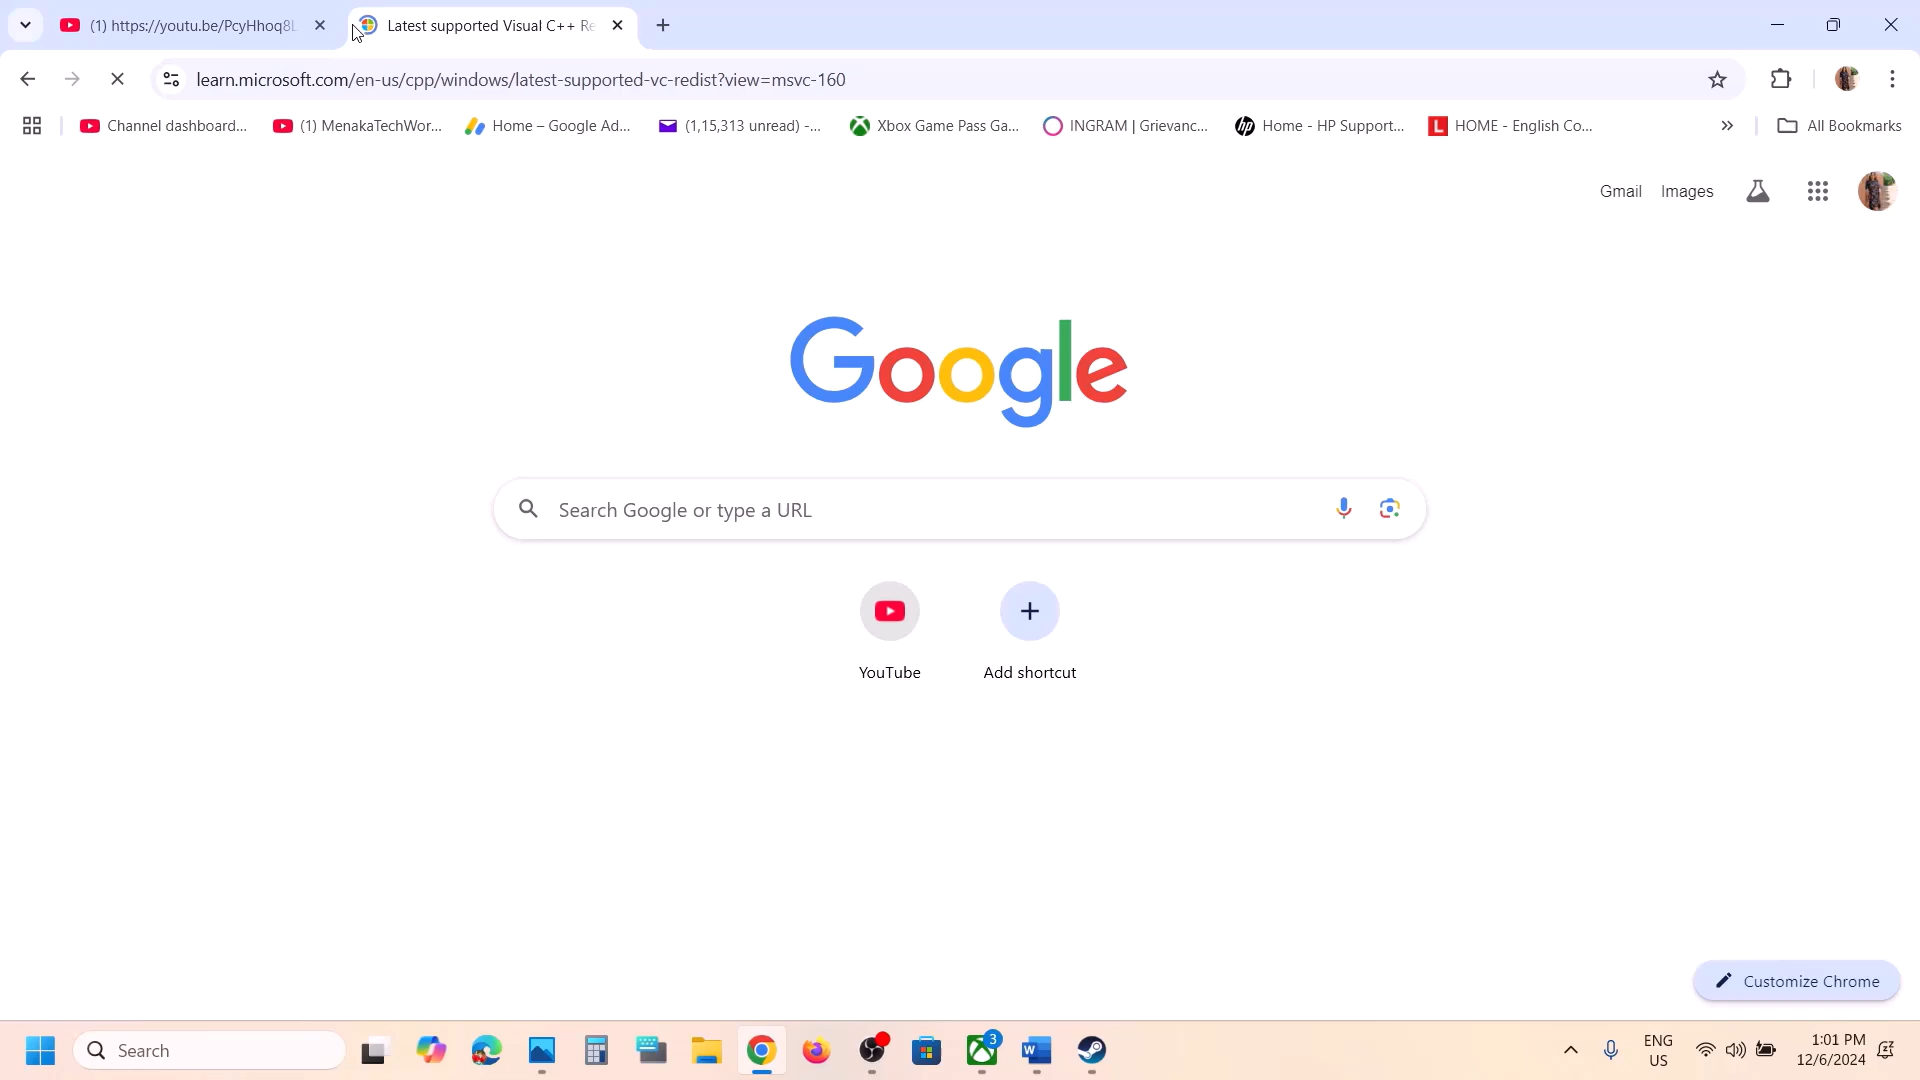 (1) https://youtu.be/PcyHhoq8L
Latest supported Visual C++ Re
learn.microsoft.com/en-us/cpp/windows/latest-supported-vc-redist?view=msvc-160
Channel dashboard...
(1) MenakaTechWor...
Home – Google Ad...
(1,15,313 unread) -...
Xbox Game Pass Ga...
INGRAM | Grievanc...
Home - HP Support...
HOME - English Co...
All Bookmarks
Gmail
Images
Google
Search Google or type a URL
YouTube
Add shortcut
Customize Chrome
Search
3
ENG
US
1:01 PM
12/6/2024